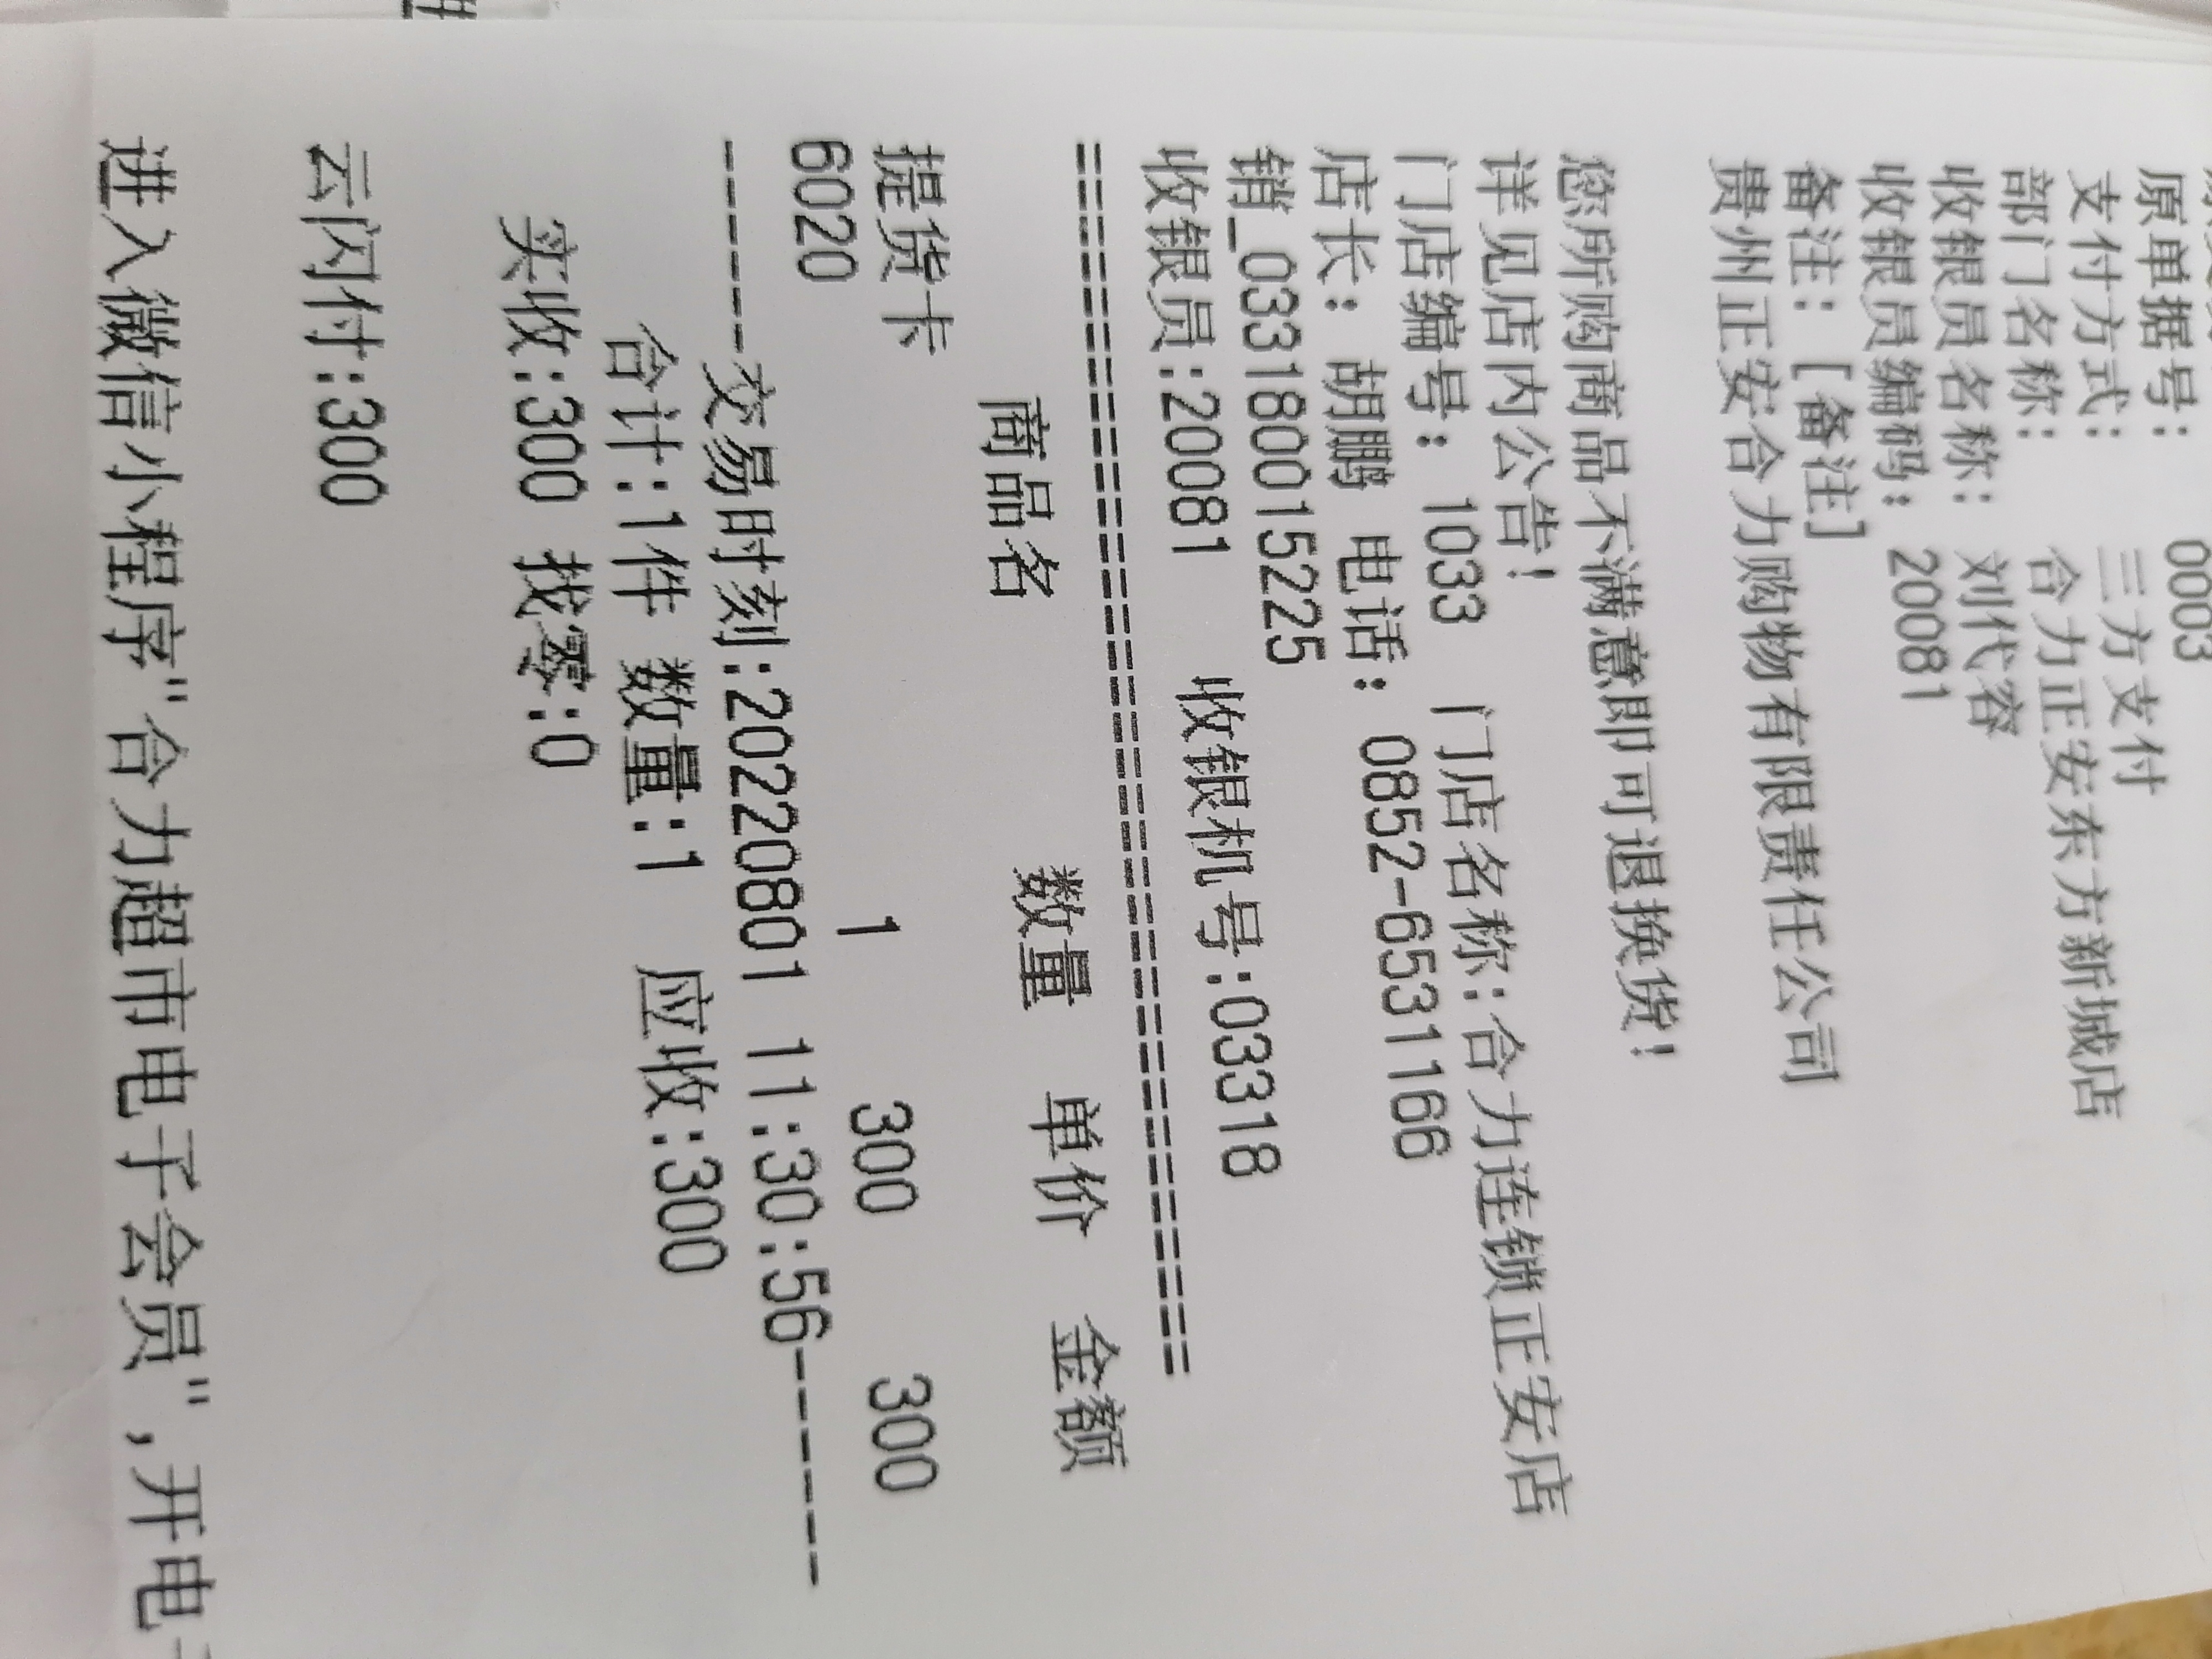 原单据号： 0003
支付方式： 三方支付
部门名称： 合力正安东方新城店
收银员名称： 刘代容
收银员编码： 20081
备注： [备注]
贵州正安合力购物有限责任公司
您所购商品不满意即可退换货!
详见店内公告!
门店编号： 1033 门店名称：合力连锁正安店
店长： 胡鹏 电话： 0852-6531166
销_0331800015225
收银员:20081 收银机号:03318
==============================
商品名 数量 单价 金额
提货卡
6020 1 300 300
------交易时刻:20220801 11:30:56-------
合计:1件 数量:1 应收:300
实收:300 找零:0
云闪付:300
进入微信小程序"合力超市电子会员",开电